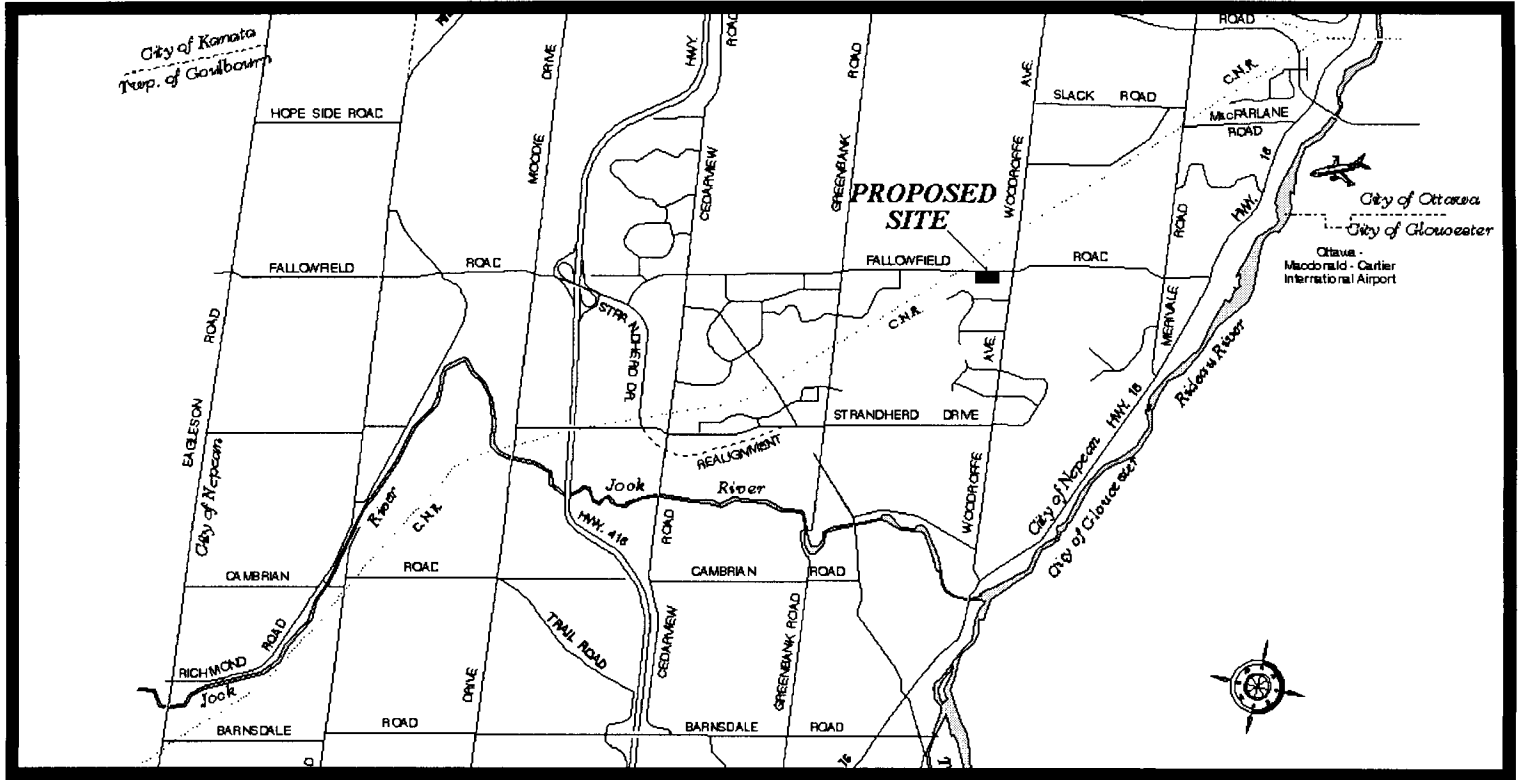 City of Kanata
Twp. of Goulbourn
HOPE SIDE ROAD
MOODIE DRIVE
HWY.
ROAD
CEDARVIEW
GREENBANK ROAD
WOODROFFE AVE.
SLACK ROAD
ROAD
C.N.R.
MacFARLANE
ROAD
HWY. 16
City of Ottawa
City of Gloucester
Ottawa -
Macdonald - Cartier
International Airport
PROPOSED
SITE
FALLOWFIELD ROAD
FALLOWFIELD ROAD
ROAD
MERIVALE
STRANDHERD DR.
C.N.R.
AVE.
STRANDHERD DRIVE
REALIGNMENT
HWY. 16
Rideau River
City of Nepean
City of Gloucester
EAGLESON ROAD
City of Nepean
River
C.N.R.
Jock River
HWY. 416
ROAD
WOODROFFE
CAMBRIAN ROAD
CAMBRIAN ROAD
TRAIL ROAD
CEDARVIEW
GREENBANK ROAD
RICHMOND ROAD
Jock
DRIVE
BARNSDALE ROAD
BARNSDALE ROAD
16